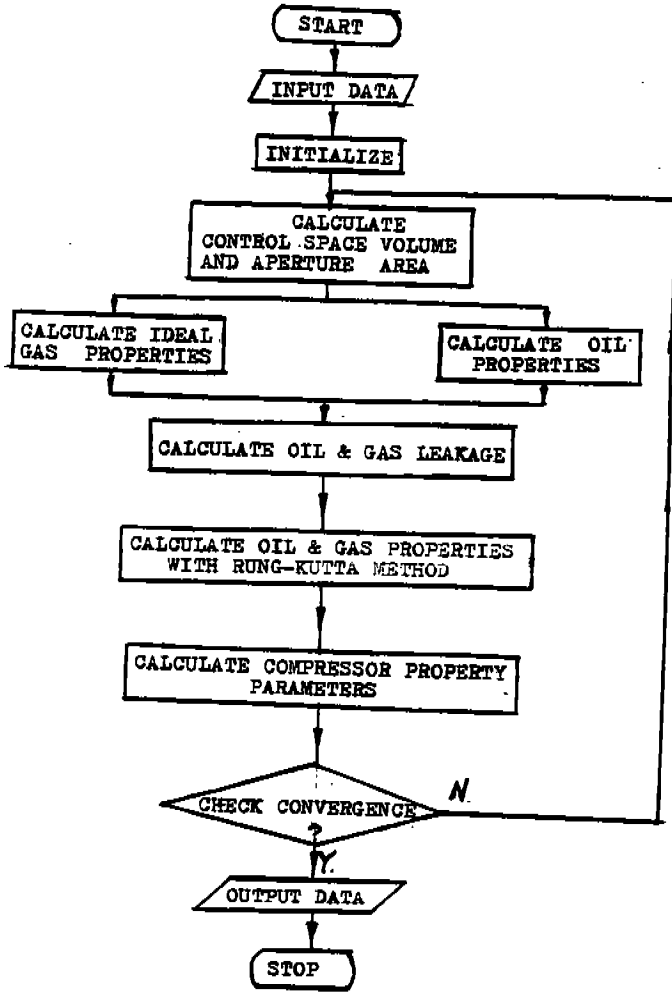 START
INPUT DATA
INITIALIZE
CALCULATE
CONTROL SPACE VOLUME
AND APERTURE AREA
CALCULATE IDEAL
GAS PROPERTIES
CALCULATE OIL
PROPERTIES
CALCULATE OIL & GAS LEAKAGE
CALCULATE OIL & GAS PROPERTIES
WITH RUNG-KUTTA METHOD
CALCULATE COMPRESSOR PROPERTY
PARAMETERS
CHECK CONVERGENCE
?
N
Y.
OUTPUT DATA
STOP